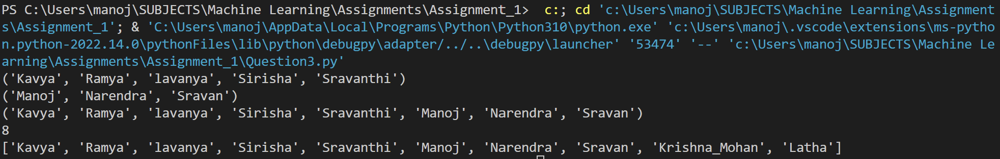 PS C:\Users\manoj\SUBJECTS\Machine Learning\Assignments\Assignment_1>  c:; cd 'c:\Users\manoj\SUBJECTS\Machine Learning\Assignment
s\Assignment_1'; & 'C:\Users\manoj\AppData\Local\Programs\Python\Python310\python.exe' 'c:\Users\manoj\.vscode\extensions\ms-pytho
n.python-2022.14.0\pythonFiles\lib\python\debugpy\adapter/../..\debugpy\launcher' '53474' '--' 'c:\Users\manoj\SUBJECTS\Machine Le
arning\Assignments\Assignment_1\Question3.py'
('Kavya', 'Ramya', 'lavanya', 'Sirisha', 'Sravanthi')
('Manoj', 'Narendra', 'Sravan')
('Kavya', 'Ramya', 'lavanya', 'Sirisha', 'Sravanthi', 'Manoj', 'Narendra', 'Sravan')
8
['Kavya', 'Ramya', 'lavanya', 'Sirisha', 'Sravanthi', 'Manoj', 'Narendra', 'Sravan', 'Krishna_Mohan', 'Latha']